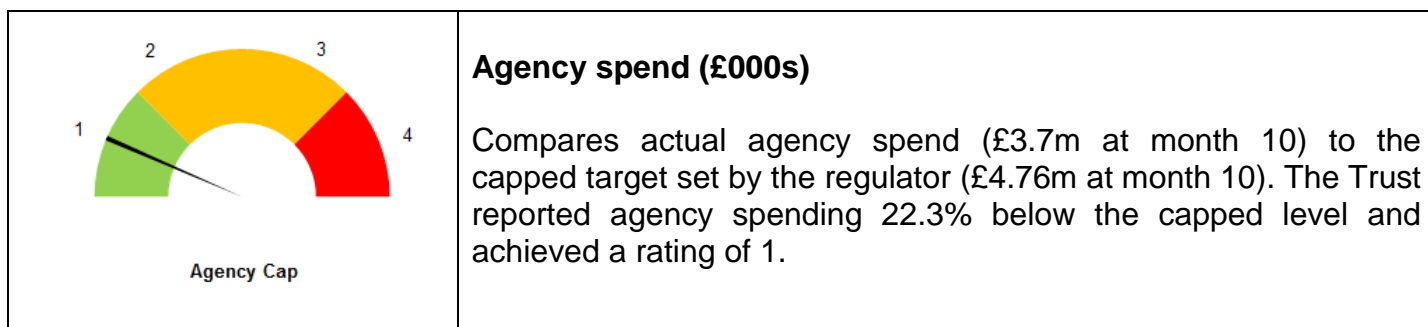 2
3
1
4
Agency Cap
Agency spend (£000s)
Compares actual agency spend (£3.7m at month 10) to the
capped target set by the regulator (£4.76m at month 10). The Trust
reported agency spending 22.3% below the capped level and
achieved a rating of 1.